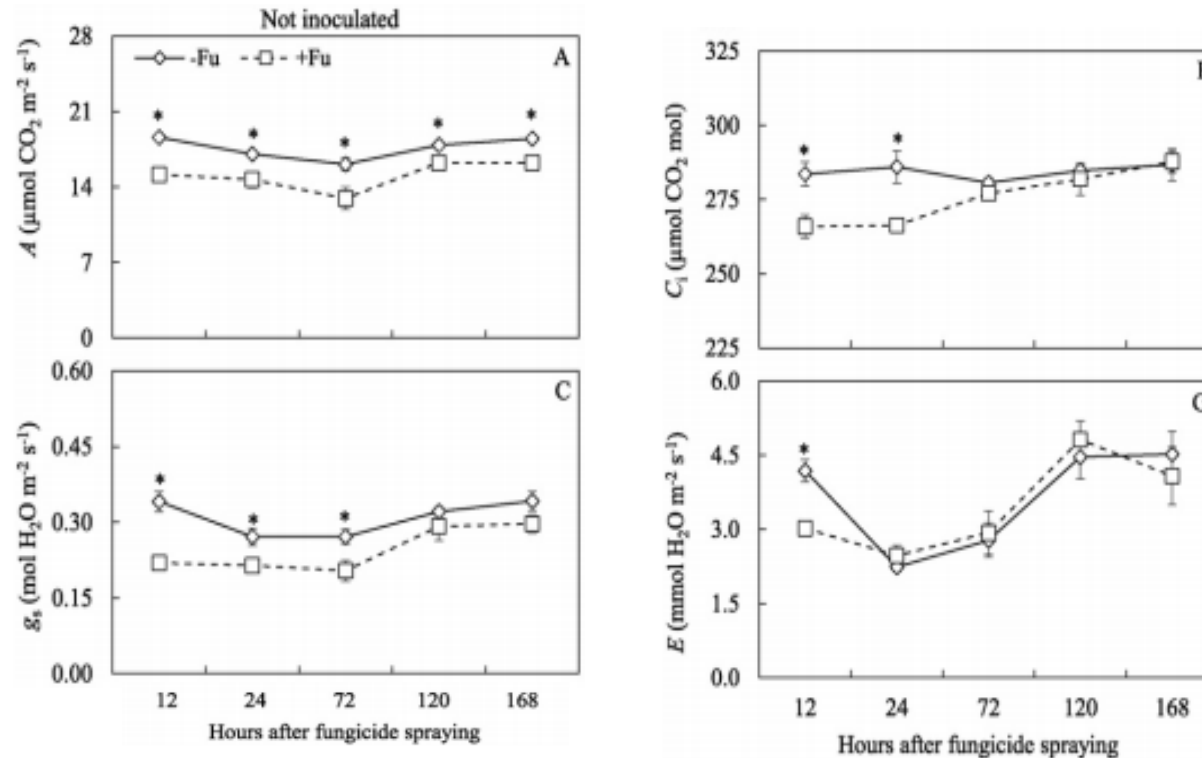 Not inoculated
-Fu +Fu
A
A (μmol CO₂ m⁻² s⁻¹)
28
21
14
7
0
* * * * *
C
gₛ (mol H₂O m⁻² s⁻¹)
0.60
0.45
0.30
0.15
0.00
* * *
12 24 72 120 168
Hours after fungicide spraying
Cᵢ (μmol CO₂ mol)
325
300
275
250
225
* *
E (mmol H₂O m⁻² s⁻¹)
6.0
4.5
3.0
1.5
0.0
*
12 24 72 120 168
Hours after fungicide spraying